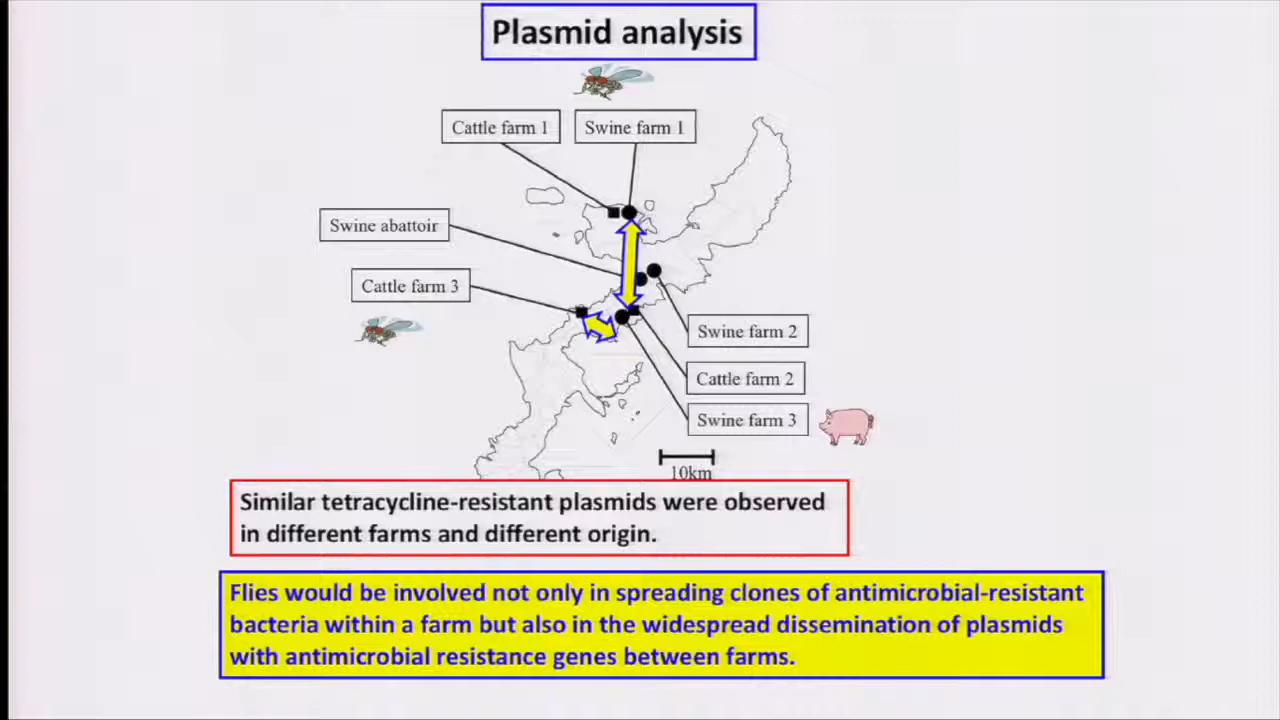 Plasmid analysis
Cattle farm 1
Swine farm 1
Swine abattoir
Cattle farm 3
Swine farm 2
Cattle farm 2
Swine farm 3
10km
Similar tetracycline-resistant plasmids were observed
in different farms and different origin.
Flies would be involved not only in spreading clones of antimicrobial-resistant
bacteria within a farm but also in the widespread dissemination of plasmids
with antimicrobial resistance genes between farms.